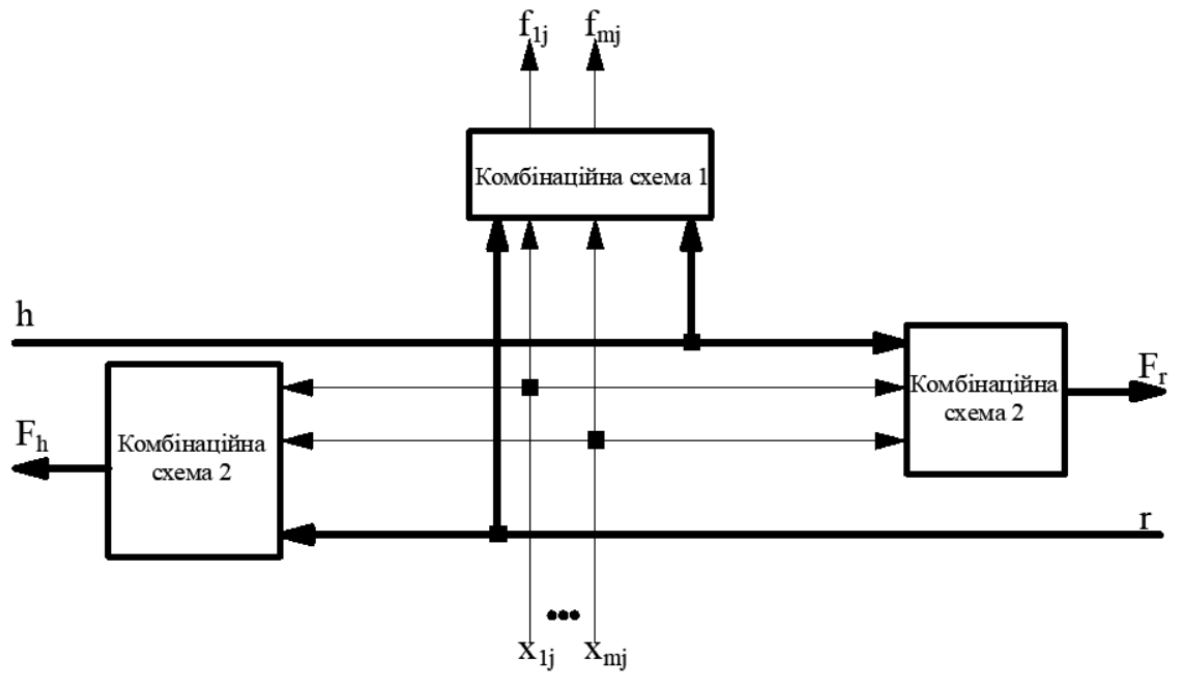 f1j fmj
Комбінаційна схема 1
h
Комбінаційна
схема 2
Fr
Fh
Комбінаційна
схема 2
r
x1j xmj